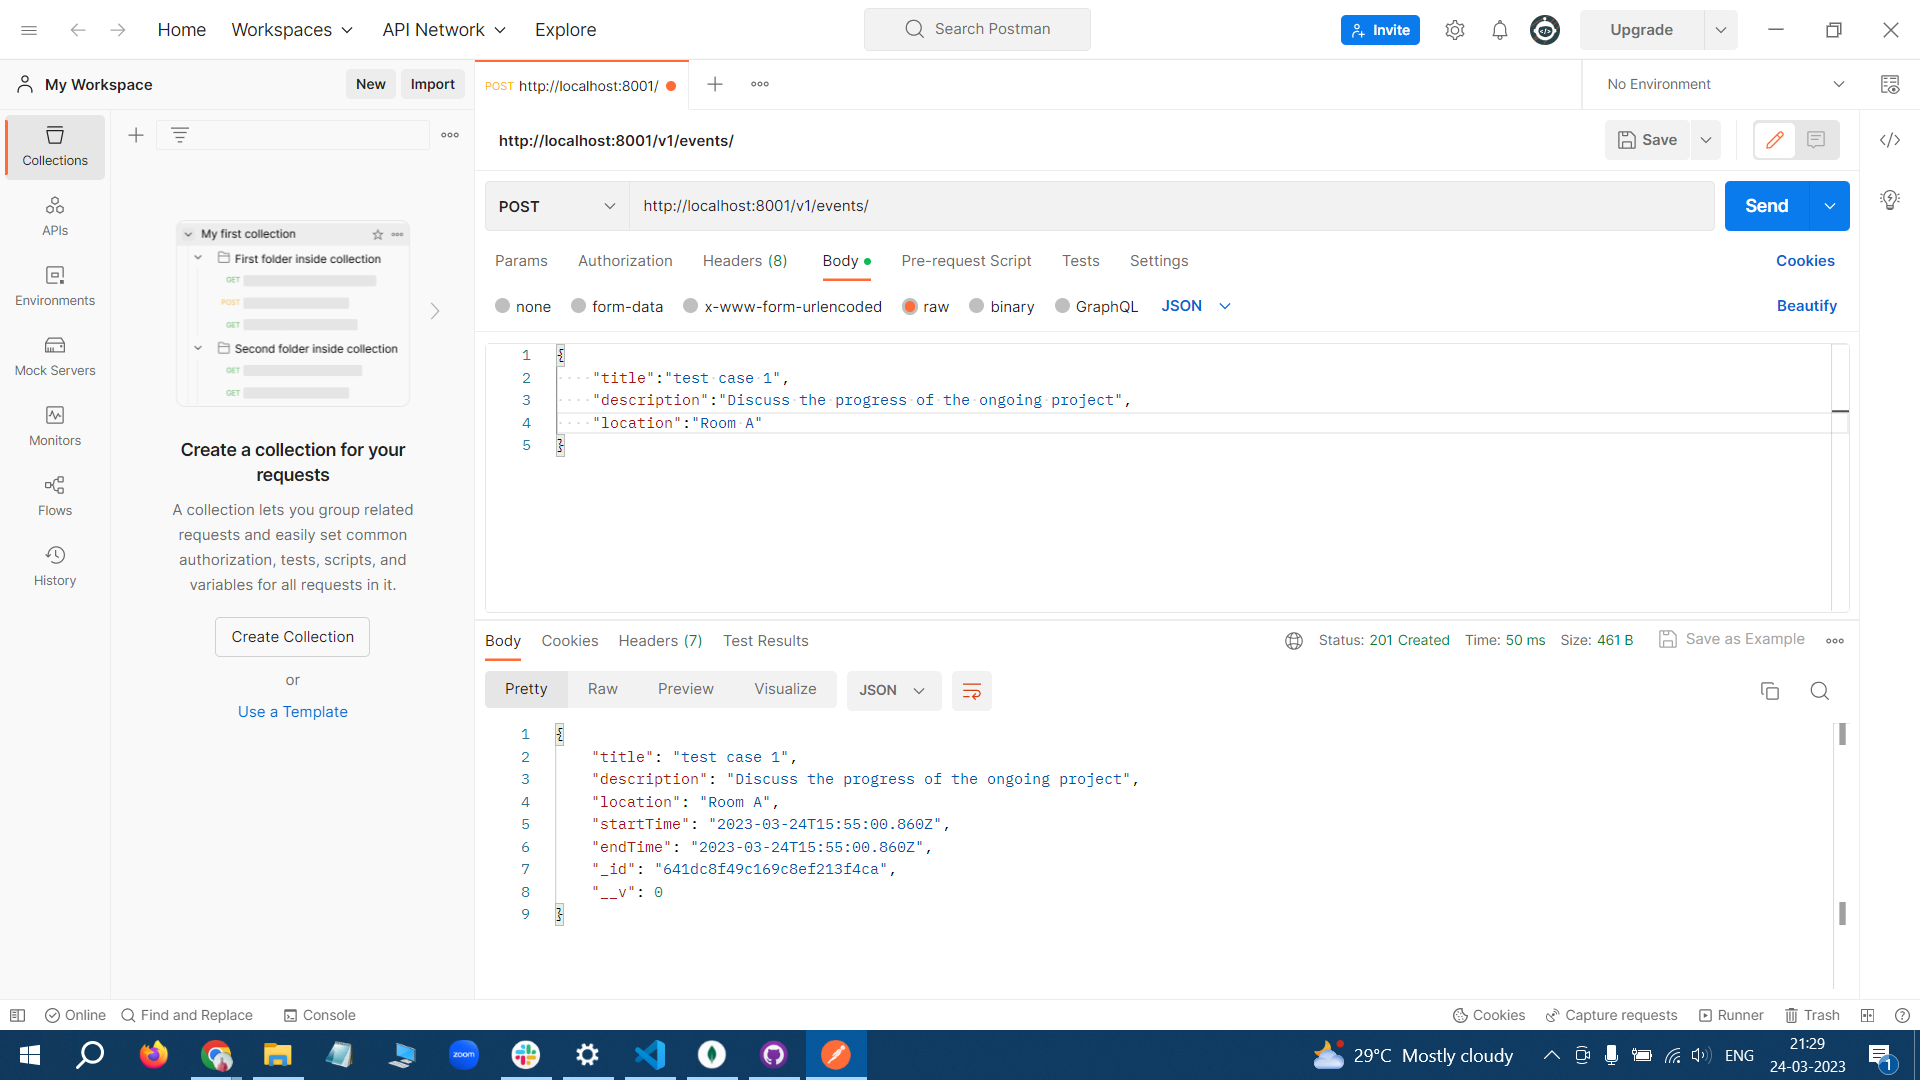 Home Workspaces API Network Explore
Search Postman
Invite
Upgrade
My Workspace New Import
POST http://localhost:8001/
No Environment
Collections
APIs
Environments
Mock Servers
Monitors
Flows
History
My first collection
First folder inside collection
GET
POST
GET
Second folder inside collection
GET
GET
Create a collection for your
requests
A collection lets you group related
requests and easily set common
authorization, tests, scripts, and
variables for all requests in it.
Create Collection
or
Use a Template
http://localhost:8001/v1/events/
Save
POST http://localhost:8001/v1/events/ Send
Params Authorization Headers (8) Body Pre-request Script Tests Settings Cookies
none form-data x-www-form-urlencoded raw binary GraphQL JSON Beautify
1 {
2 "title":"test case 1",
3 "description":"Discuss the progress of the ongoing project",
4 "location":"Room A"
5 }
Body Cookies Headers (7) Test Results Status: 201 Created Time: 50 ms Size: 461 B Save as Example
Pretty Raw Preview Visualize JSON
1 {
2 "title": "test case 1",
3 "description": "Discuss the progress of the ongoing project",
4 "location": "Room A",
5 "startTime": "2023-03-24T15:55:00.860Z",
6 "endTime": "2023-03-24T15:55:00.860Z",
7 "_id": "641dc8f49c169c8ef213f4ca",
8 "__v": 0
9 }
Online Find and Replace Console Cookies Capture requests Runner Trash
zoom
29°C Mostly cloudy
ENG
21:29
24-03-2023
1